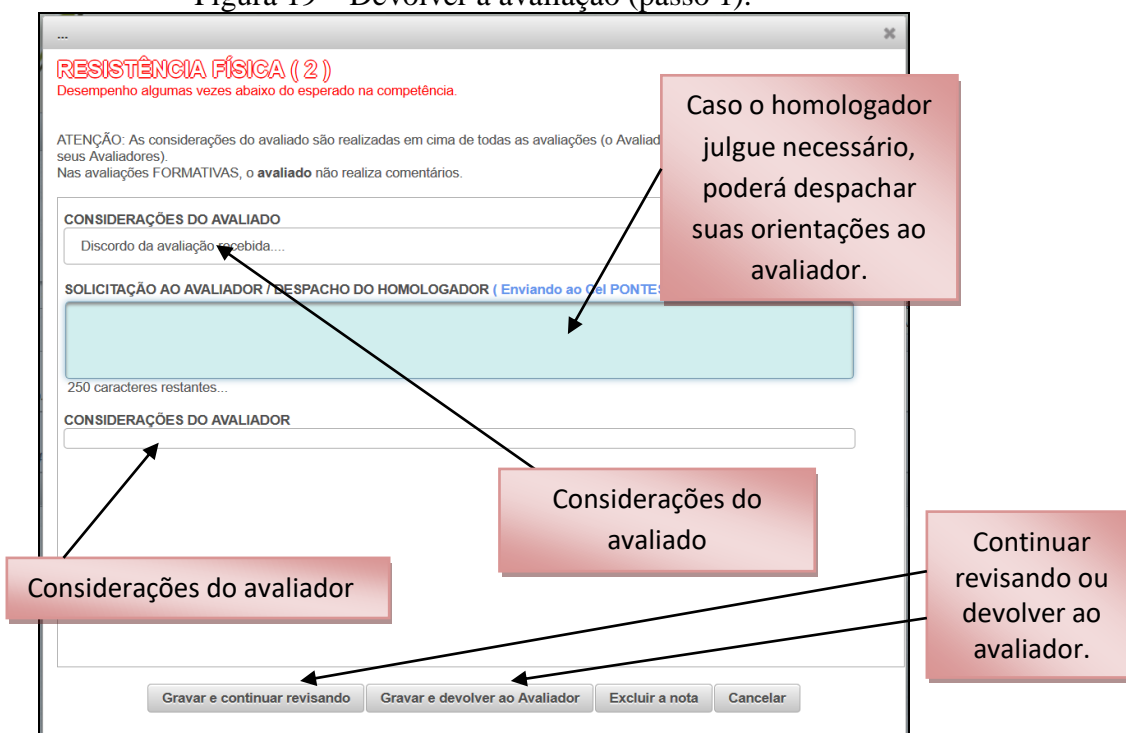 Figura 19 – Devolver a avaliação (passo 1).
...
RESISTÊNCIA FÍSICA ( 2 )
Desempenho algumas vezes abaixo do esperado na competência.
Caso o homologador
julgue necessário,
poderá despachar
suas orientações ao
avaliador.
ATENÇÃO: As considerações do avaliado são realizadas em cima de todas as avaliações (o Avaliad
seus Avaliadores).
Nas avaliações FORMATIVAS, o avaliado não realiza comentários.
CONSIDERAÇÕES DO AVALIADO
Discordo da avaliação recebida....
SOLICITAÇÃO AO AVALIADOR / DESPACHO DO HOMOLOGADOR ( Enviando ao Cel PONTES
250 caracteres restantes...
CONSIDERAÇÕES DO AVALIADOR
Considerações do
avaliado
Considerações do avaliador
Continuar
revisando ou
devolver ao
avaliador.
Gravar e continuar revisando Gravar e devolver ao Avaliador Excluir a nota Cancelar